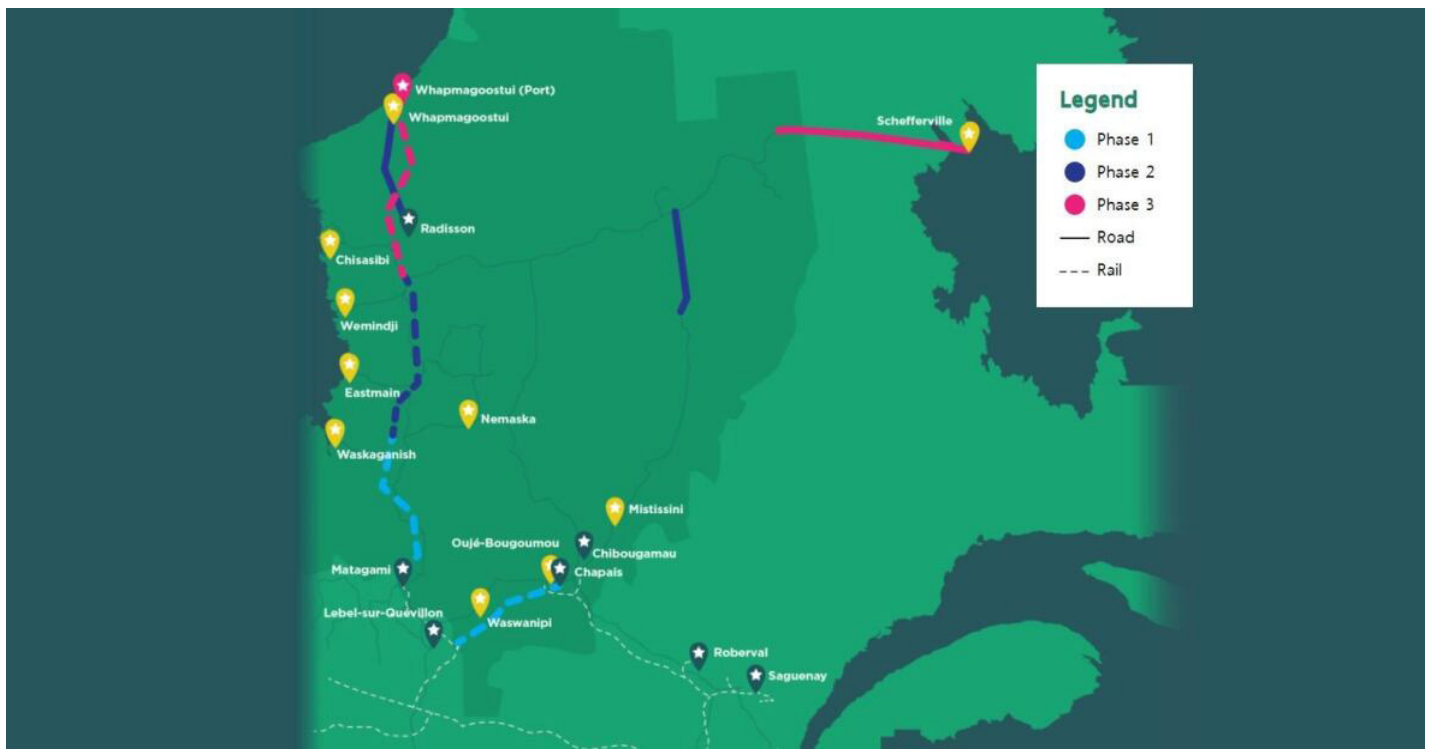 Whapmagoostui (Port)
Whapmagoostui
Schefferville
Legend
Phase 1
Phase 2
Phase 3
Road
Rail
Radisson
Chisasibi
Wemindji
Eastmain
Nemaska
Waskaganish
Mistissini
Oujé-Bougoumou
Chibougamau
Matagami
Chapais
Lebel-sur-Quévillon
Waswanipi
Roberval
Saguenay